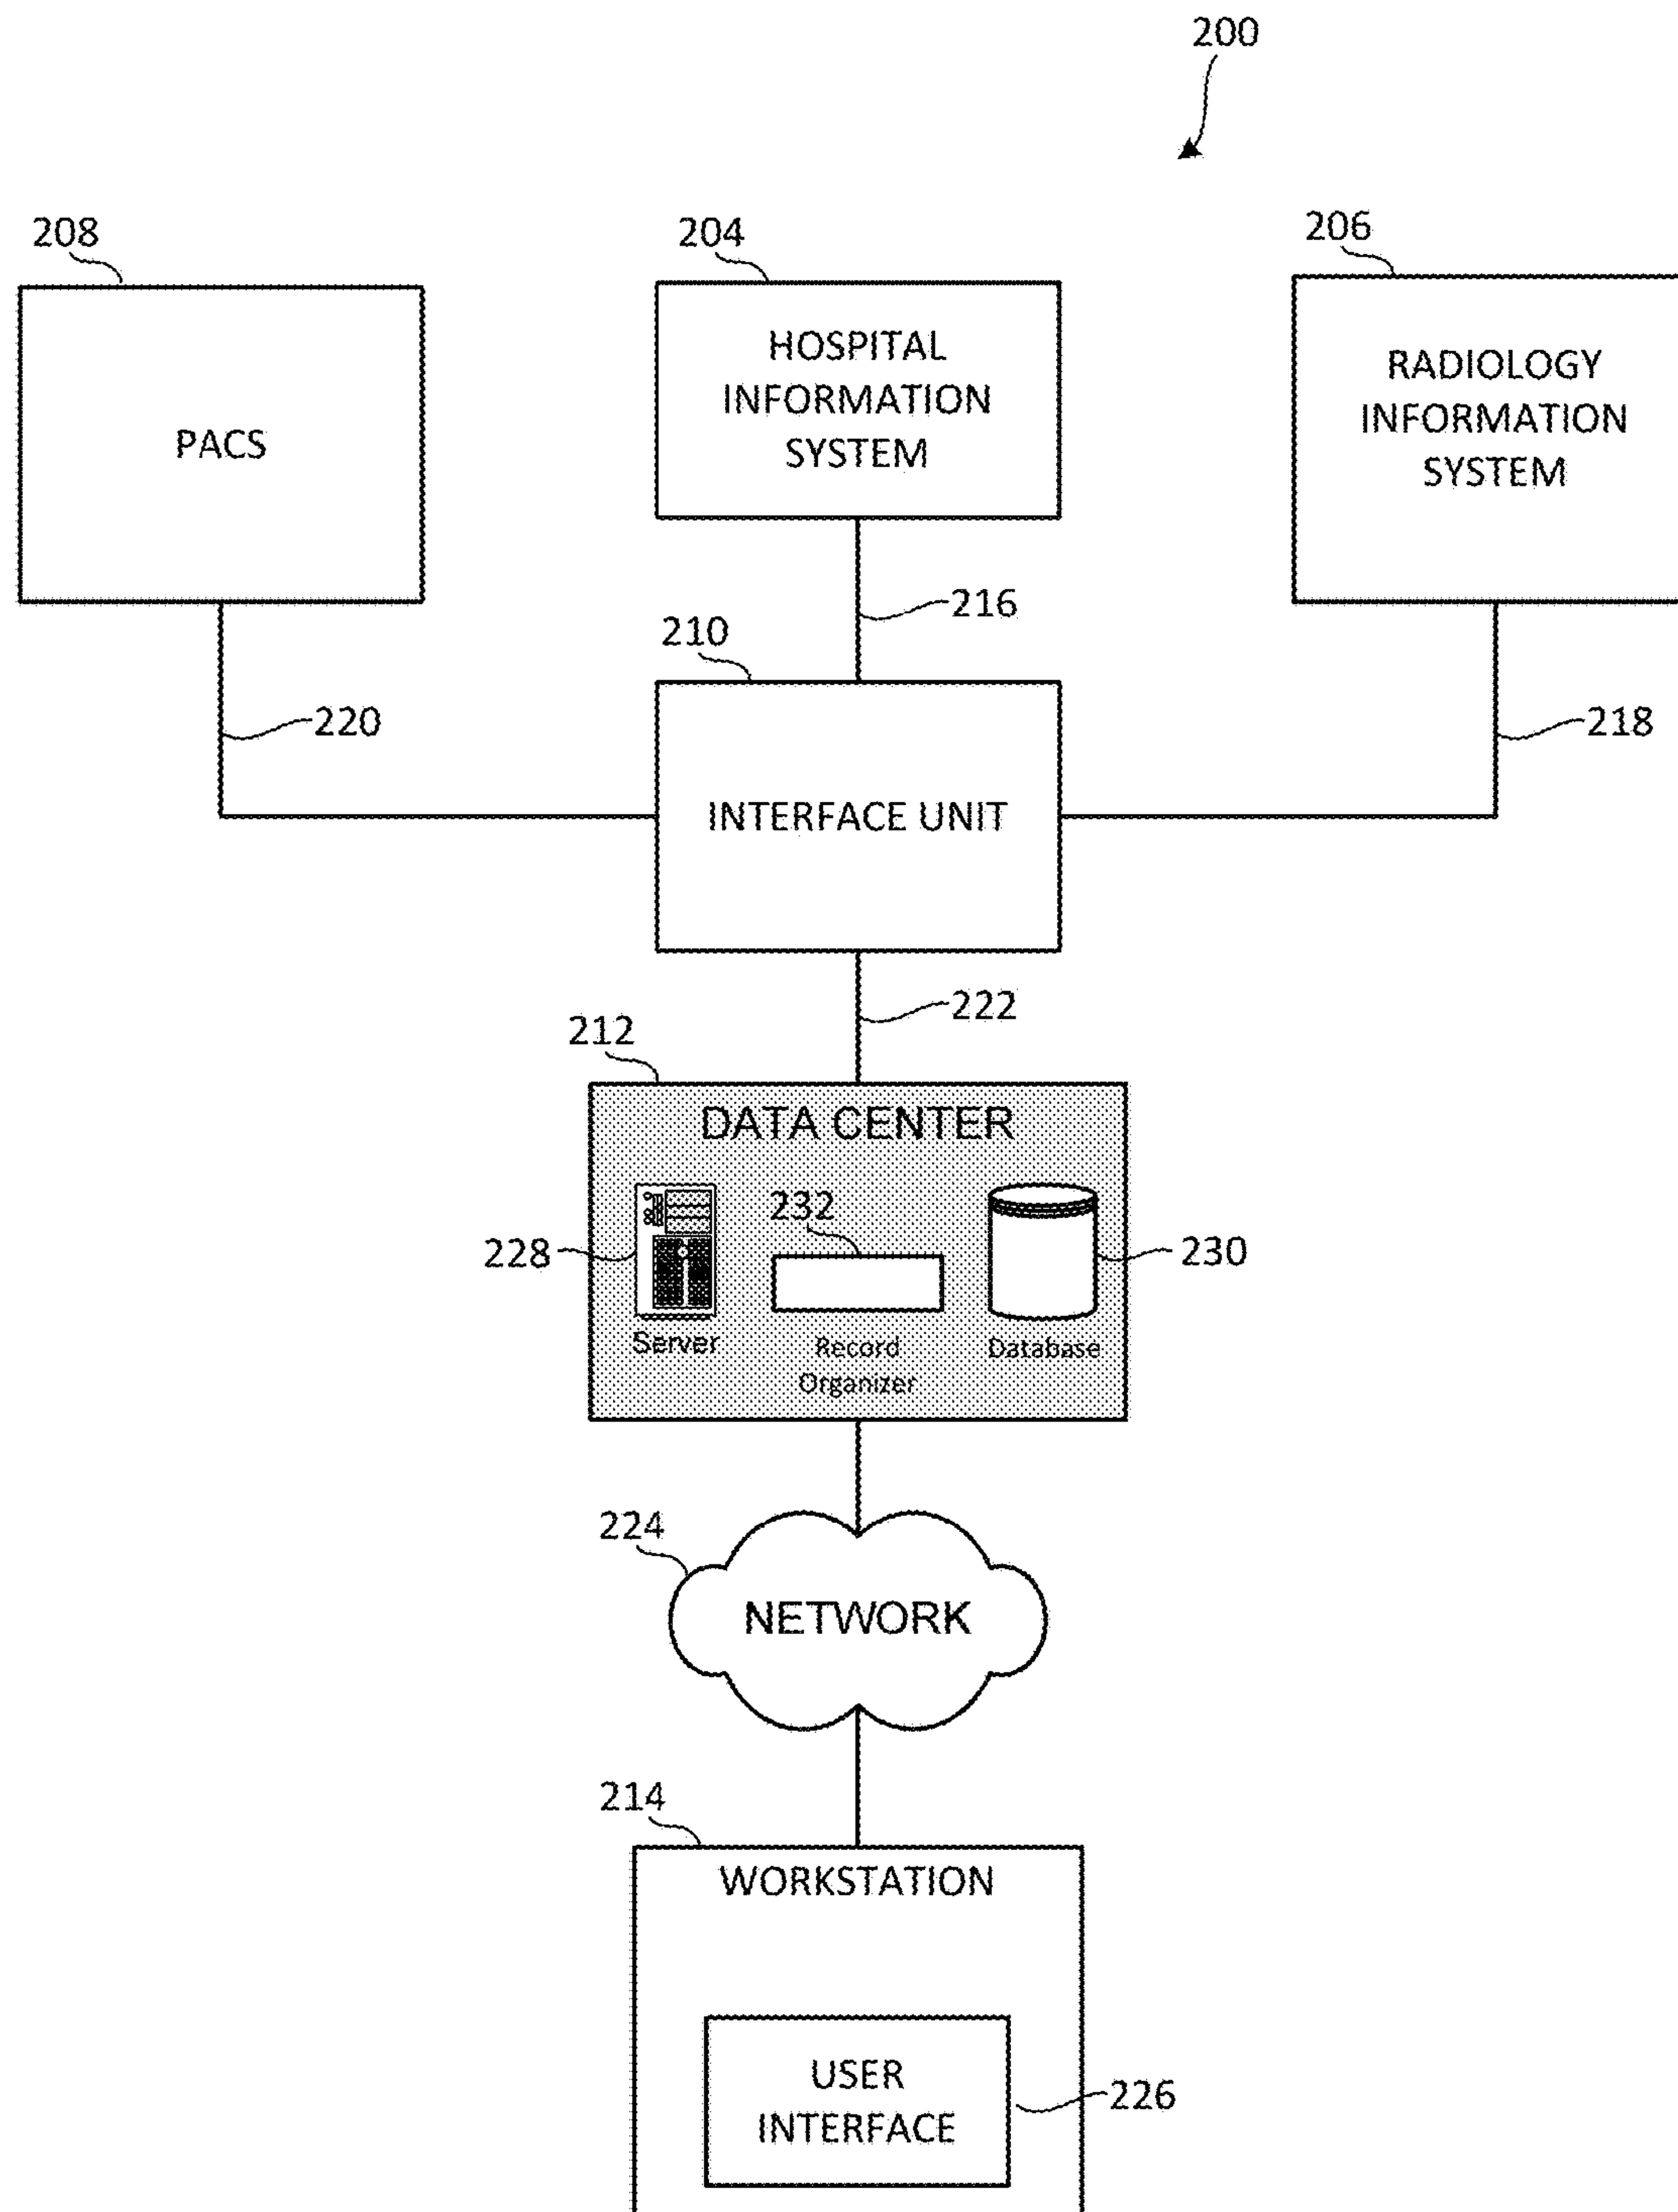 200
208
204
206
PACS
HOSPITAL
INFORMATION
SYSTEM
RADIOLOGY
INFORMATION
SYSTEM
216
210
220
218
INTERFACE UNIT
222
212
DATA CENTER
232
228
230
Server
Record
Organizer
Database
224
NETWORK
214
WORKSTATION
USER
INTERFACE
226